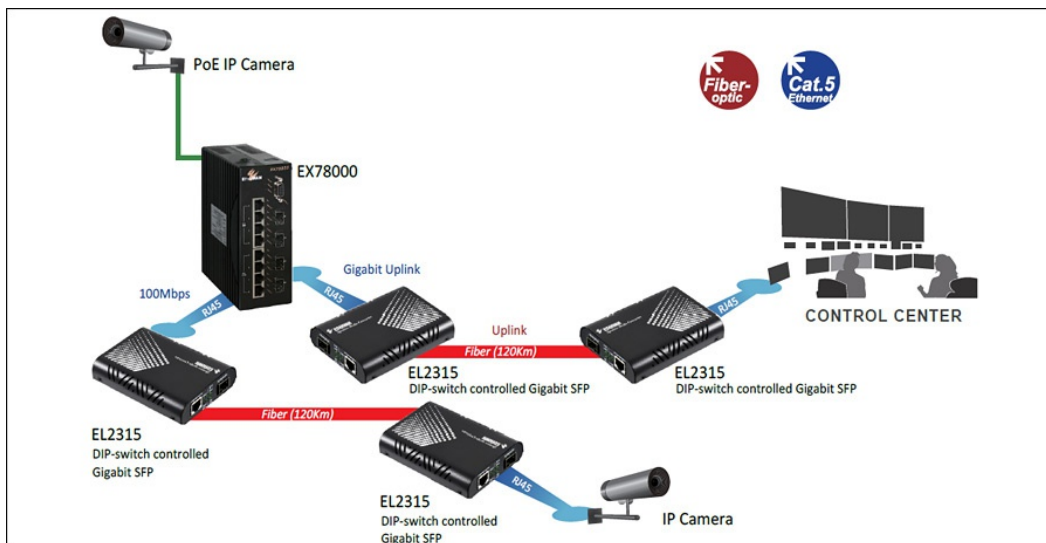 PoE IP Camera
EX78000
Fiber-
optic
Cat.5
Ethernet
Gigabit Uplink
100Mbps
RJ45
RJ45
RJ45
CONTROL CENTER
Uplink
Fiber (120Km)
EL2315
DIP-switch controlled Gigabit SFP
EL2315
DIP-switch controlled Gigabit SFP
Fiber (120Km)
EL2315
DIP-switch controlled
Gigabit SFP
RJ45
EL2315
DIP-switch controlled
Gigabit SFP
IP Camera